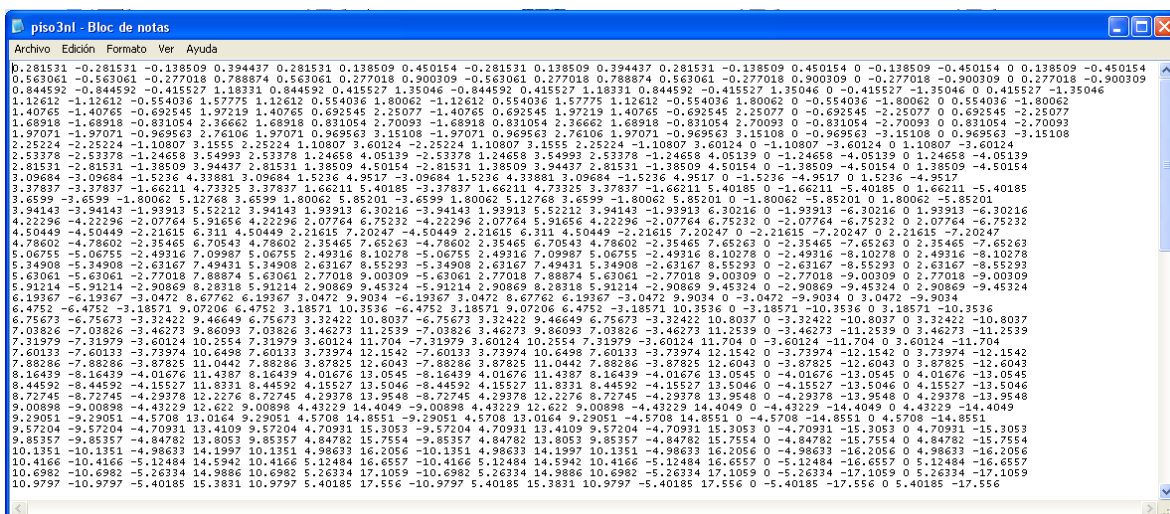 piso3nl - Bloc de notas
Archivo Edición Formato Ver Ayuda
0.281531 -0.281531 -0.138509 0.394437 0.281531 0.138509 0.450154 -0.281531 0.138509 0.394437 0.281531 -0.138509 0.450154 0 -0.138509 -0.450154 0 0.138509 -0.450154
0.563061 -0.563061 -0.277018 0.788874 0.563061 0.277018 0.900309 -0.563061 0.277018 0.788874 0.563061 -0.277018 0.900309 0 -0.277018 -0.900309 0 0.277018 -0.900309
0.844592 -0.844592 -0.415527 1.18331 0.844592 0.415527 1.35046 -0.844592 0.415527 1.18331 0.844592 -0.415527 1.35046 0 -0.415527 -1.35046 0 0.415527 -1.35046
1.12612 -1.12612 -0.554036 1.57775 1.12612 0.554036 1.80062 -1.12612 0.554036 1.57775 1.12612 -0.554036 1.80062 0 -0.554036 -1.80062 0 0.554036 -1.80062
1.40765 -1.40765 -0.692545 1.97219 1.40765 0.692545 2.25077 -1.40765 0.692545 1.97219 1.40765 -0.692545 2.25077 0 -0.692545 -2.25077 0 0.692545 -2.25077
1.68918 -1.68918 -0.831054 2.36662 1.68918 0.831054 2.70093 -1.68918 0.831054 2.36662 1.68918 -0.831054 2.70093 0 -0.831054 -2.70093 0 0.831054 -2.70093
1.97071 -1.97071 -0.969563 2.76106 1.97071 0.969563 3.15108 -1.97071 0.969563 2.76106 1.97071 -0.969563 3.15108 0 -0.969563 -3.15108 0 0.969563 -3.15108
2.25224 -2.25224 -1.10807 3.1555 2.25224 1.10807 3.60124 -2.25224 1.10807 3.1555 2.25224 -1.10807 3.60124 0 -1.10807 -3.60124 0 1.10807 -3.60124
2.53378 -2.53378 -1.24658 3.54993 2.53378 1.24658 4.05139 -2.53378 1.24658 3.54993 2.53378 -1.24658 4.05139 0 -1.24658 -4.05139 0 1.24658 -4.05139
2.81531 -2.81531 -1.38509 3.94437 2.81531 1.38509 4.50154 -2.81531 1.38509 3.94437 2.81531 -1.38509 4.50154 0 -1.38509 -4.50154 0 1.38509 -4.50154
3.09684 -3.09684 -1.5236 4.33881 3.09684 1.5236 4.9517 -3.09684 1.5236 4.33881 3.09684 -1.5236 4.9517 0 -1.5236 -4.9517 0 1.5236 -4.9517
3.37837 -3.37837 -1.66211 4.73325 3.37837 1.66211 5.40185 -3.37837 1.66211 4.73325 3.37837 -1.66211 5.40185 0 -1.66211 -5.40185 0 1.66211 -5.40185
3.6599 -3.6599 -1.80062 5.12768 3.6599 1.80062 5.85201 -3.6599 1.80062 5.12768 3.6599 -1.80062 5.85201 0 -1.80062 -5.85201 0 1.80062 -5.85201
3.94143 -3.94143 -1.93913 5.52212 3.94143 1.93913 6.30216 -3.94143 1.93913 5.52212 3.94143 -1.93913 6.30216 0 -1.93913 -6.30216 0 1.93913 -6.30216
4.22296 -4.22296 -2.07764 5.91656 4.22296 2.07764 6.75232 -4.22296 2.07764 5.91656 4.22296 -2.07764 6.75232 0 -2.07764 -6.75232 0 2.07764 -6.75232
4.50449 -4.50449 -2.21615 6.311 4.50449 2.21615 7.20247 -4.50449 2.21615 6.311 4.50449 -2.21615 7.20247 0 -2.21615 -7.20247 0 2.21615 -7.20247
4.78602 -4.78602 -2.35465 6.70543 4.78602 2.35465 7.65263 -4.78602 2.35465 6.70543 4.78602 -2.35465 7.65263 0 -2.35465 -7.65263 0 2.35465 -7.65263
5.06755 -5.06755 -2.49316 7.09987 5.06755 2.49316 8.10278 -5.06755 2.49316 7.09987 5.06755 -2.49316 8.10278 0 -2.49316 -8.10278 0 2.49316 -8.10278
5.34908 -5.34908 -2.63167 7.49431 5.34908 2.63167 8.55293 -5.34908 2.63167 7.49431 5.34908 -2.63167 8.55293 0 -2.63167 -8.55293 0 2.63167 -8.55293
5.63061 -5.63061 -2.77018 7.88874 5.63061 2.77018 9.00309 -5.63061 2.77018 7.88874 5.63061 -2.77018 9.00309 0 -2.77018 -9.00309 0 2.77018 -9.00309
5.91214 -5.91214 -2.90869 8.28318 5.91214 2.90869 9.45324 -5.91214 2.90869 8.28318 5.91214 -2.90869 9.45324 0 -2.90869 -9.45324 0 2.90869 -9.45324
6.19367 -6.19367 -3.0472 8.67762 6.19367 3.0472 9.9034 -6.19367 3.0472 8.67762 6.19367 -3.0472 9.9034 0 -3.0472 -9.9034 0 3.0472 -9.9034
6.4752 -6.4752 -3.18571 9.07206 6.4752 3.18571 10.3536 -6.4752 3.18571 9.07206 6.4752 -3.18571 10.3536 0 -3.18571 -10.3536 0 3.18571 -10.3536
6.75673 -6.75673 -3.32422 9.46649 6.75673 3.32422 10.8037 -6.75673 3.32422 9.46649 6.75673 -3.32422 10.8037 0 -3.32422 -10.8037 0 3.32422 -10.8037
7.03826 -7.03826 -3.46273 9.86093 7.03826 3.46273 11.2539 -7.03826 3.46273 9.86093 7.03826 -3.46273 11.2539 0 -3.46273 -11.2539 0 3.46273 -11.2539
7.31979 -7.31979 -3.60124 10.2554 7.31979 3.60124 11.704 -7.31979 3.60124 10.2554 7.31979 -3.60124 11.704 0 -3.60124 -11.704 0 3.60124 -11.704
7.60133 -7.60133 -3.73974 10.6498 7.60133 3.73974 12.1542 -7.60133 3.73974 10.6498 7.60133 -3.73974 12.1542 0 -3.73974 -12.1542 0 3.73974 -12.1542
7.88286 -7.88286 -3.87825 11.0442 7.88286 3.87825 12.6043 -7.88286 3.87825 11.0442 7.88286 -3.87825 12.6043 0 -3.87825 -12.6043 0 3.87825 -12.6043
8.16439 -8.16439 -4.01676 11.4387 8.16439 4.01676 13.0545 -8.16439 4.01676 11.4387 8.16439 -4.01676 13.0545 0 -4.01676 -13.0545 0 4.01676 -13.0545
8.44592 -8.44592 -4.15527 11.8331 8.44592 4.15527 13.5046 -8.44592 4.15527 11.8331 8.44592 -4.15527 13.5046 0 -4.15527 -13.5046 0 4.15527 -13.5046
8.72745 -8.72745 -4.29378 12.2276 8.72745 4.29378 13.9548 -8.72745 4.29378 12.2276 8.72745 -4.29378 13.9548 0 -4.29378 -13.9548 0 4.29378 -13.9548
9.00898 -9.00898 -4.43229 12.622 9.00898 4.43229 14.4049 -9.00898 4.43229 12.622 9.00898 -4.43229 14.4049 0 -4.43229 -14.4049 0 4.43229 -14.4049
9.29051 -9.29051 -4.5708 13.0164 9.29051 4.5708 14.8551 -9.29051 4.5708 13.0164 9.29051 -4.5708 14.8551 0 -4.5708 -14.8551 0 4.5708 -14.8551
9.57204 -9.57204 -4.70931 13.4109 9.57204 4.70931 15.3053 -9.57204 4.70931 13.4109 9.57204 -4.70931 15.3053 0 -4.70931 -15.3053 0 4.70931 -15.3053
9.85357 -9.85357 -4.84782 13.8053 9.85357 4.84782 15.7554 -9.85357 4.84782 13.8053 9.85357 -4.84782 15.7554 0 -4.84782 -15.7554 0 4.84782 -15.7554
10.1351 -10.1351 -4.98633 14.1997 10.1351 4.98633 16.2056 -10.1351 4.98633 14.1997 10.1351 -4.98633 16.2056 0 -4.98633 -16.2056 0 4.98633 -16.2056
10.4166 -10.4166 -5.12484 14.5942 10.4166 5.12484 16.6557 -10.4166 5.12484 14.5942 10.4166 -5.12484 16.6557 0 -5.12484 -16.6557 0 5.12484 -16.6557
10.6982 -10.6982 -5.26334 14.9886 10.6982 5.26334 17.1059 -10.6982 5.26334 14.9886 10.6982 -5.26334 17.1059 0 -5.26334 -17.1059 0 5.26334 -17.1059
10.9797 -10.9797 -5.40185 15.3831 10.9797 5.40185 17.556 -10.9797 5.40185 15.3831 10.9797 -5.40185 17.556 0 -5.40185 -17.556 0 5.40185 -17.556